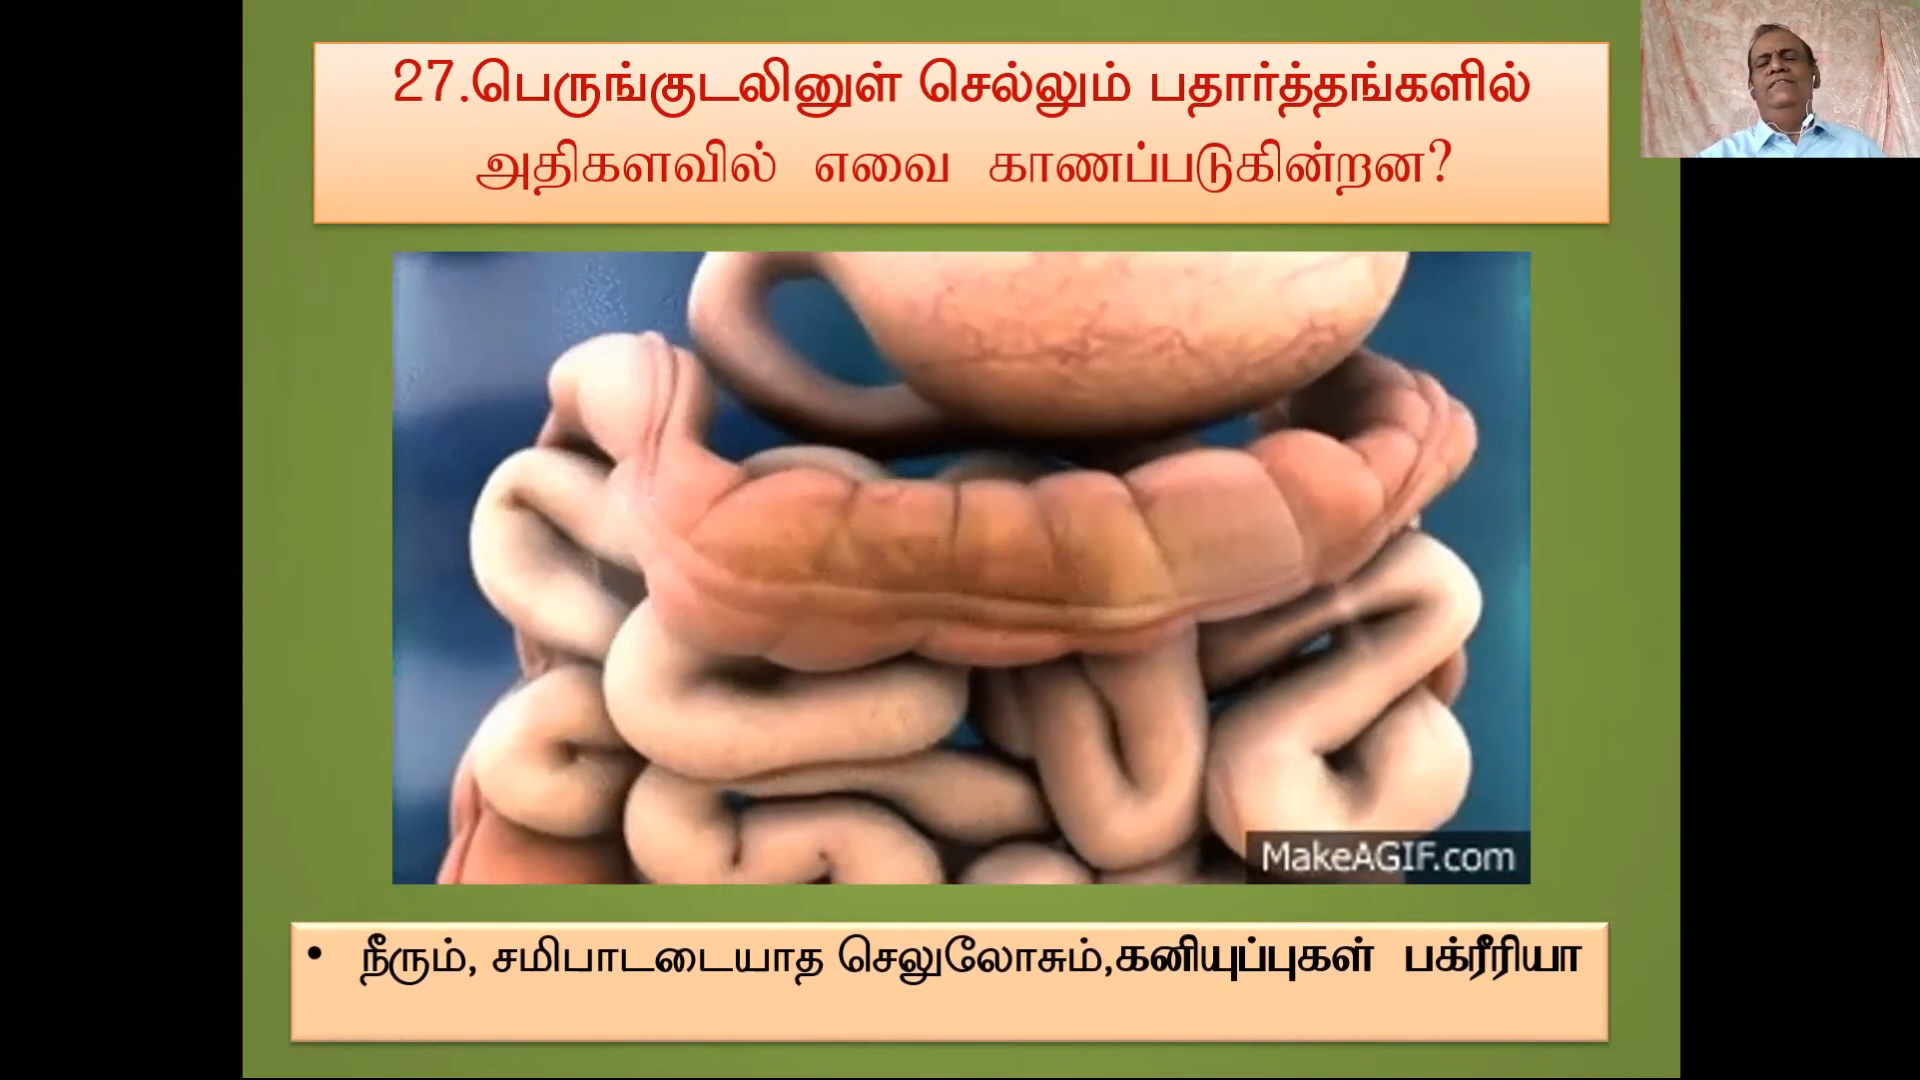 27.பெருங்குடலினுள் செல்லும் பதார்த்தங்களில்
அதிகளவில் எவை காணப்படுகின்றன?
MakeAGIF.com
• நீரும், சமிபாடடையாத செலுலோசும்,கனியுப்புகள் பக்ரீரியா